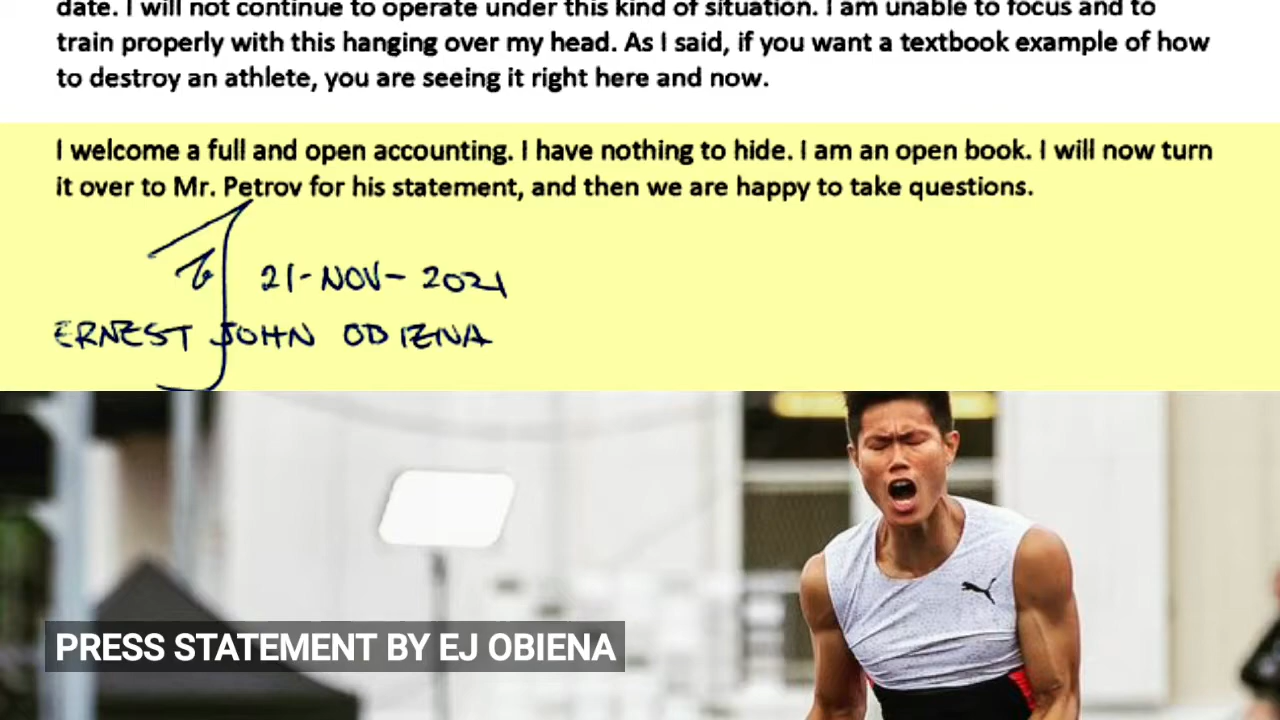 date. I will not continue to operate under this kind of situation. I am unable to focus and to
train properly with this hanging over my head. As I said, if you want a textbook example of how
to destroy an athlete, you are seeing it right here and now.
I welcome a full and open accounting. I have nothing to hide. I am an open book. I will now turn
it over to Mr. Petrov for his statement, and then we are happy to take questions.
21-NOV-2021
ERNEST JOHN OBIENA
PRESS STATEMENT BY EJ OBIENA